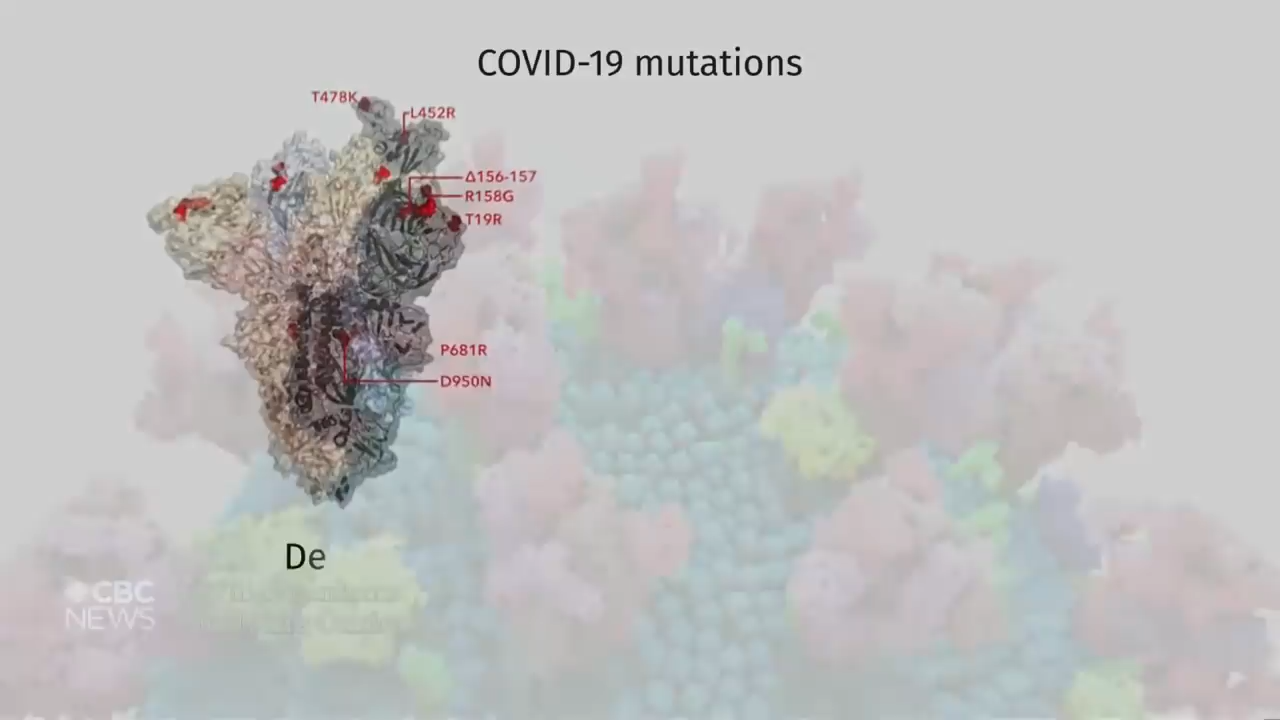 COVID-19 mutations
T478K
L452R
Δ156-157
R158G
T19R
P681R
D950N
De
CBC
NEWS